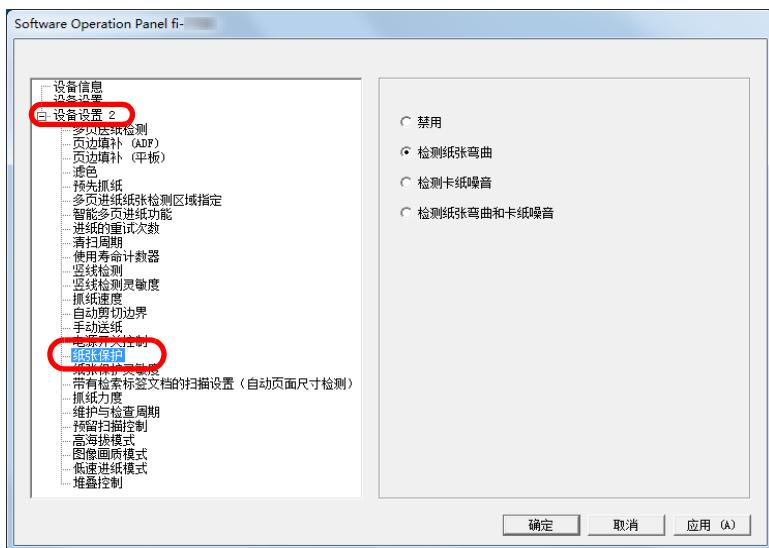 Software Operation Panel fi-
设备信息
设备设置
设备设置 2
多页送纸检测
页边填补 (ADF)
页边填补 (平板)
滤色
预先抓纸
多页进纸纸张检测区域指定
智能多页进纸功能
进纸的重试次数
清扫周期
使用寿命计数器
竖线检测
竖线检测灵敏度
抓纸速度
自动剪切边界
手动送纸
电源开关控制
纸张保护
纸张保护灵敏度
带有检索标签文档的扫描设置(自动页面尺寸检测)
抓纸力度
维护与检查周期
预留扫描控制
高海拔模式
图像画质模式
低速进纸模式
堆叠控制
禁用
检测纸张弯曲
检测卡纸噪音
检测纸张弯曲和卡纸噪音
确定 取消 应用 (A)